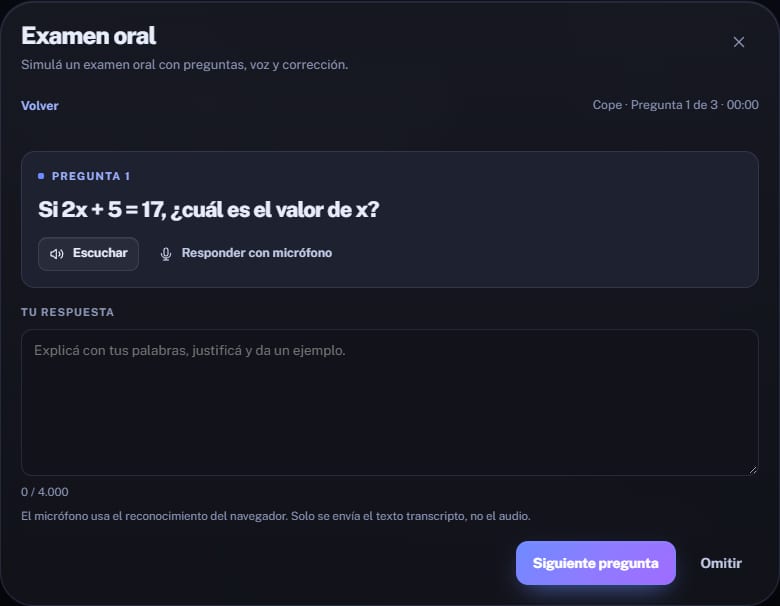 Examen oral
Simulá un examen oral con preguntas, voz y corrección.
Volver
Cope · Pregunta 1 de 3 · 00:00
PREGUNTA 1
Si 2x + 5 = 17, ¿cuál es el valor de x?
Escuchar
Responder con micrófono
TU RESPUESTA
Explicá con tus palabras, justificá y da un ejemplo.
0 / 4.000
El micrófono usa el reconocimiento del navegador. Solo se envía el texto transcripto, no el audio.
Siguiente pregunta
Omitir